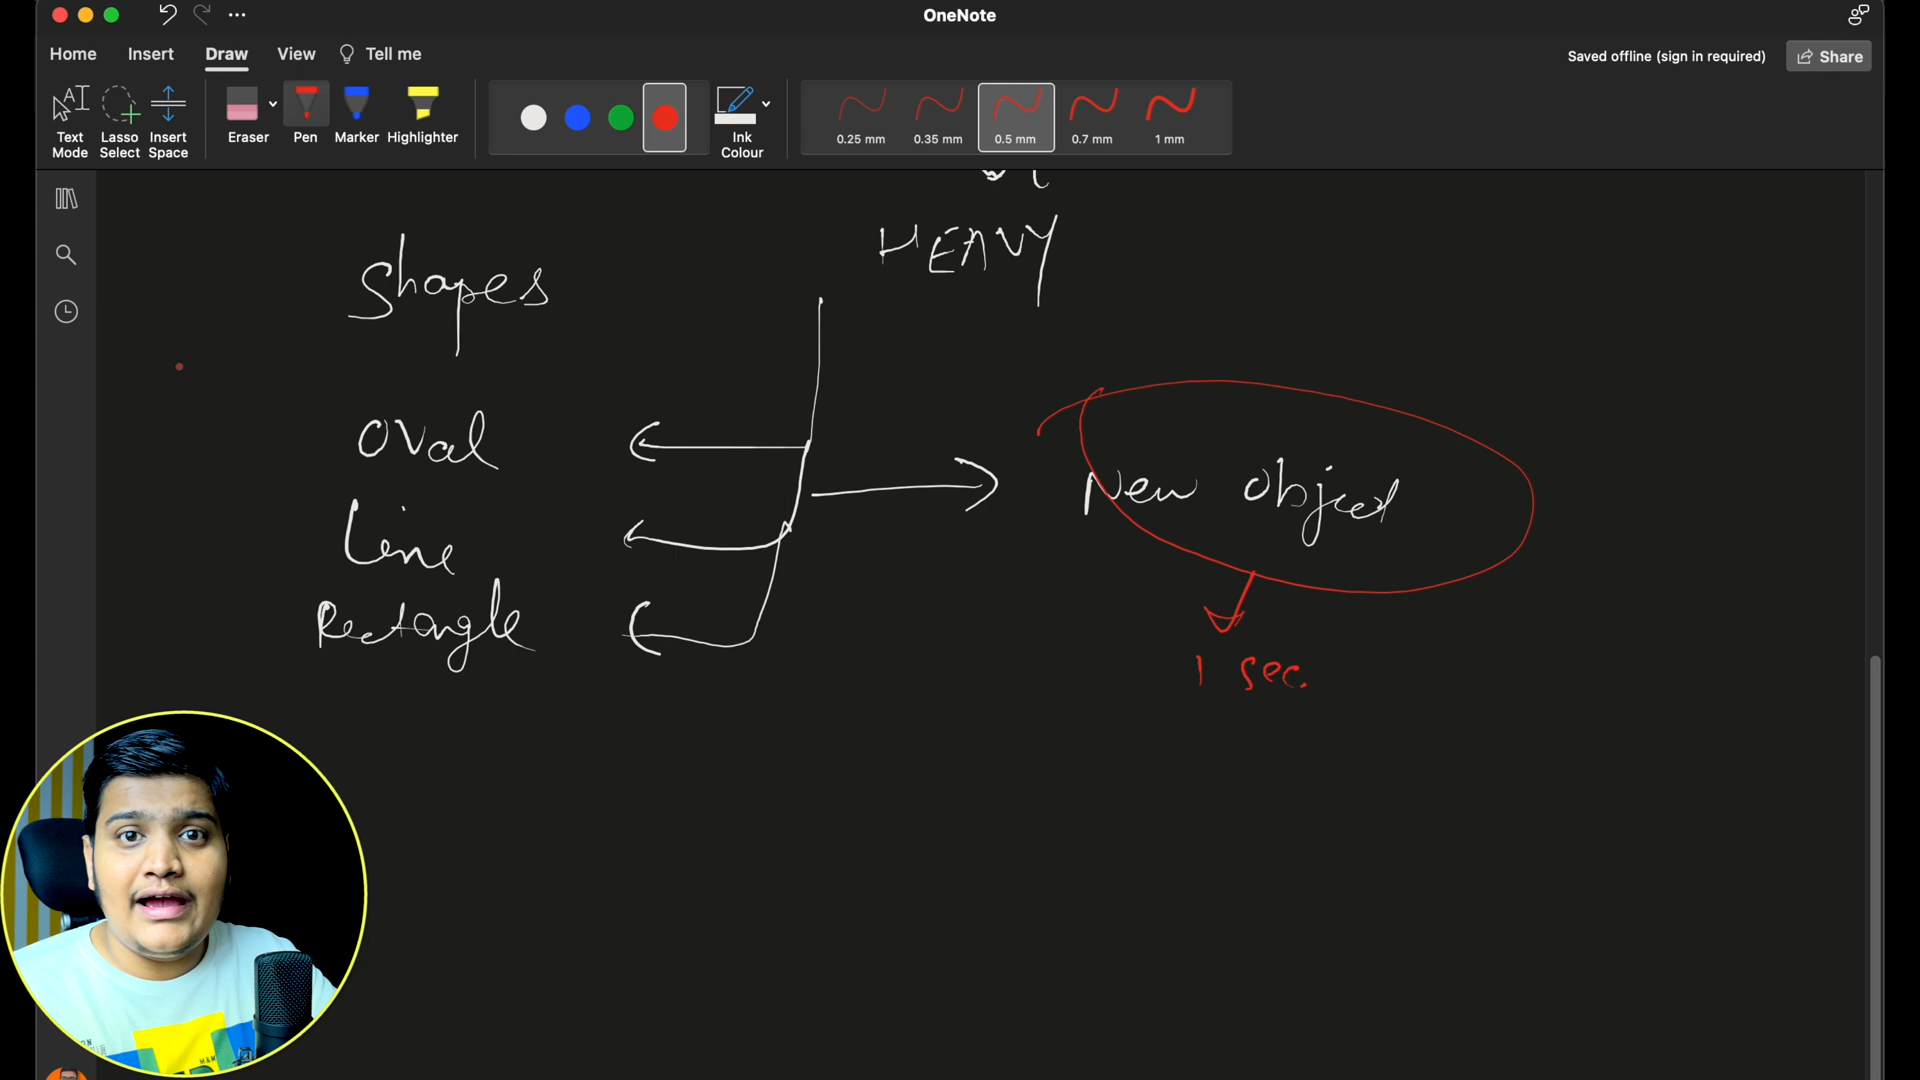 OneNote
Home Insert Draw View Tell me
Saved offline (sign in required)
Share
Text Mode
Lasso Select
Insert Space
Eraser
Pen
Marker
Highlighter
Ink Colour
0.25 mm
0.35 mm
0.5 mm
0.7 mm
1 mm
HEAVY
Shapes
Oval
Line
Rectangle
New Object
1 sec.
H&M